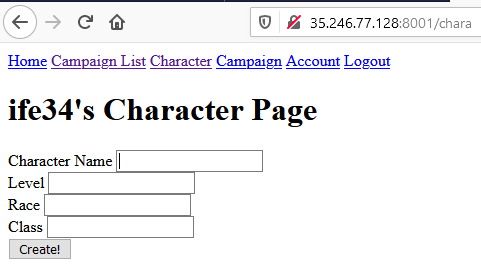 35.246.77.128:8001/chara
Home Campaign List Character Campaign Account Logout
ife34's Character Page
Character Name
Level
Race
Class
Create!